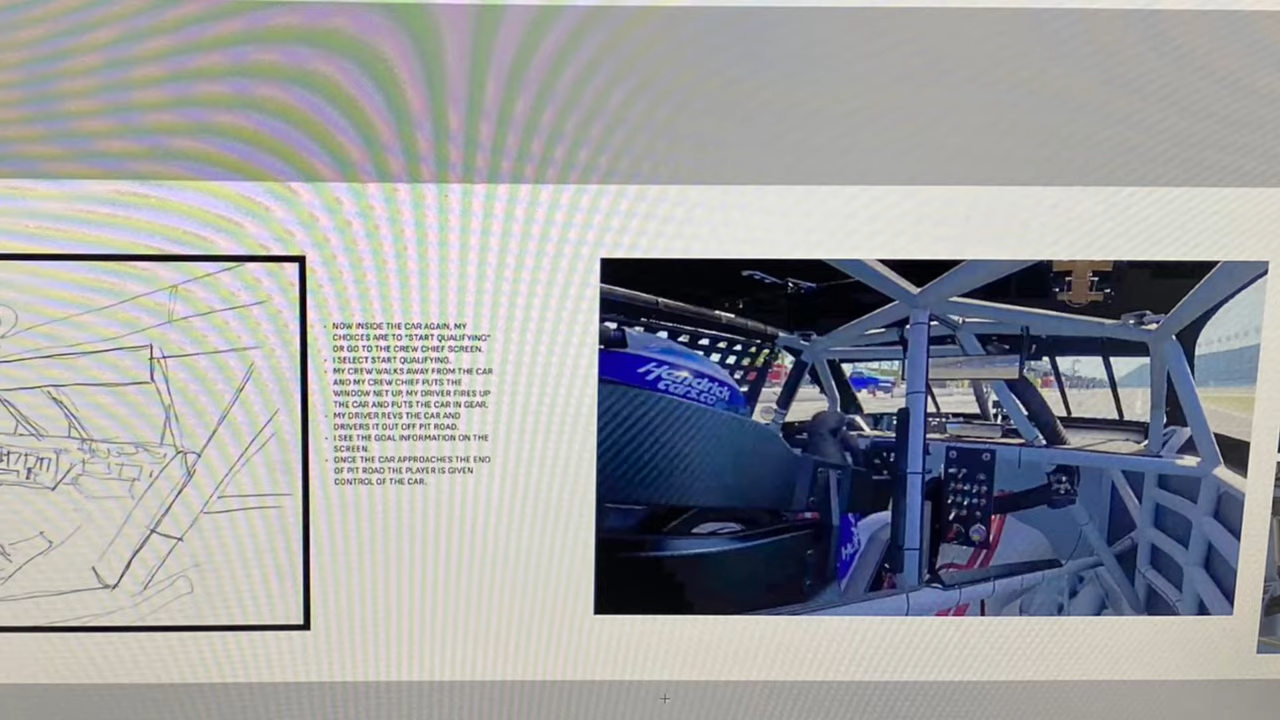 • NOW INSIDE THE CAR AGAIN, MY
CHOICES ARE TO "START QUALIFYING"
OR GO TO THE CREW CHIEF SCREEN.
• I SELECT START QUALIFYING.
• MY CREW WALKS AWAY FROM THE CAR
AND MY CREW CHIEF PUTS THE
WINDOW NET UP, MY DRIVER FIRES UP
THE CAR AND PUTS THE CAR IN GEAR.
• MY DRIVER REVS THE CAR AND
DRIVERS IT OUT OFF PIT ROAD.
• I SEE THE GOAL INFORMATION ON THE
SCREEN.
• ONCE THE CAR APPROACHES THE END
OF PIT ROAD THE PLAYER IS GIVEN
CONTROL OF THE CAR.
Hendrick
cars.co